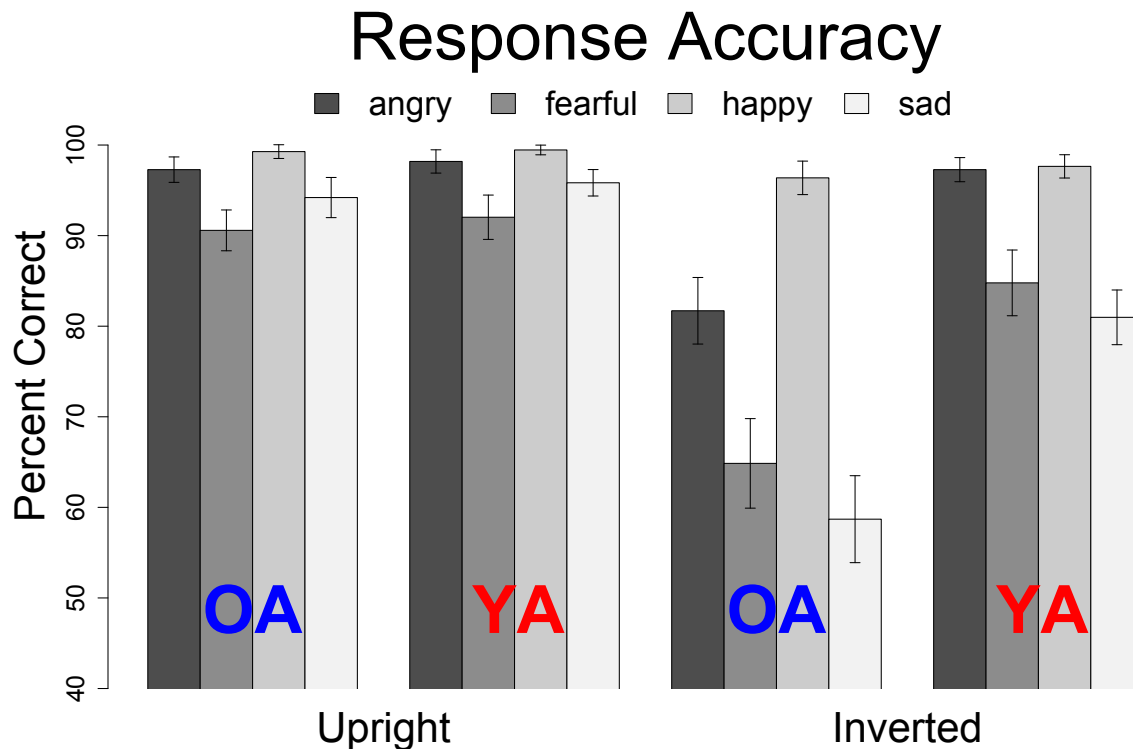 Response Accuracy
angry fearful happy sad
Percent Correct
100
90
80
70
60
50
40
OA YA OA YA
Upright Inverted